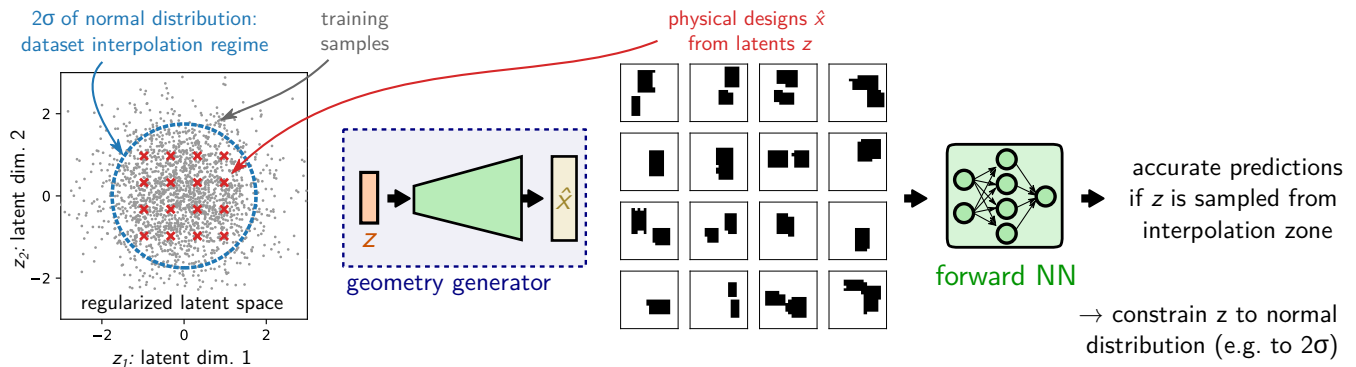 2σ of normal distribution:
dataset interpolation regime
training
samples
physical designs x̂
from latents z
z₂: latent dim. 2
2
0
−2
regularized latent space
−2
0
2
z₁: latent dim. 1
z
x̂
geometry generator
forward NN
accurate predictions
if z is sampled from
interpolation zone
→ constrain z to normal
distribution (e.g. to 2σ)